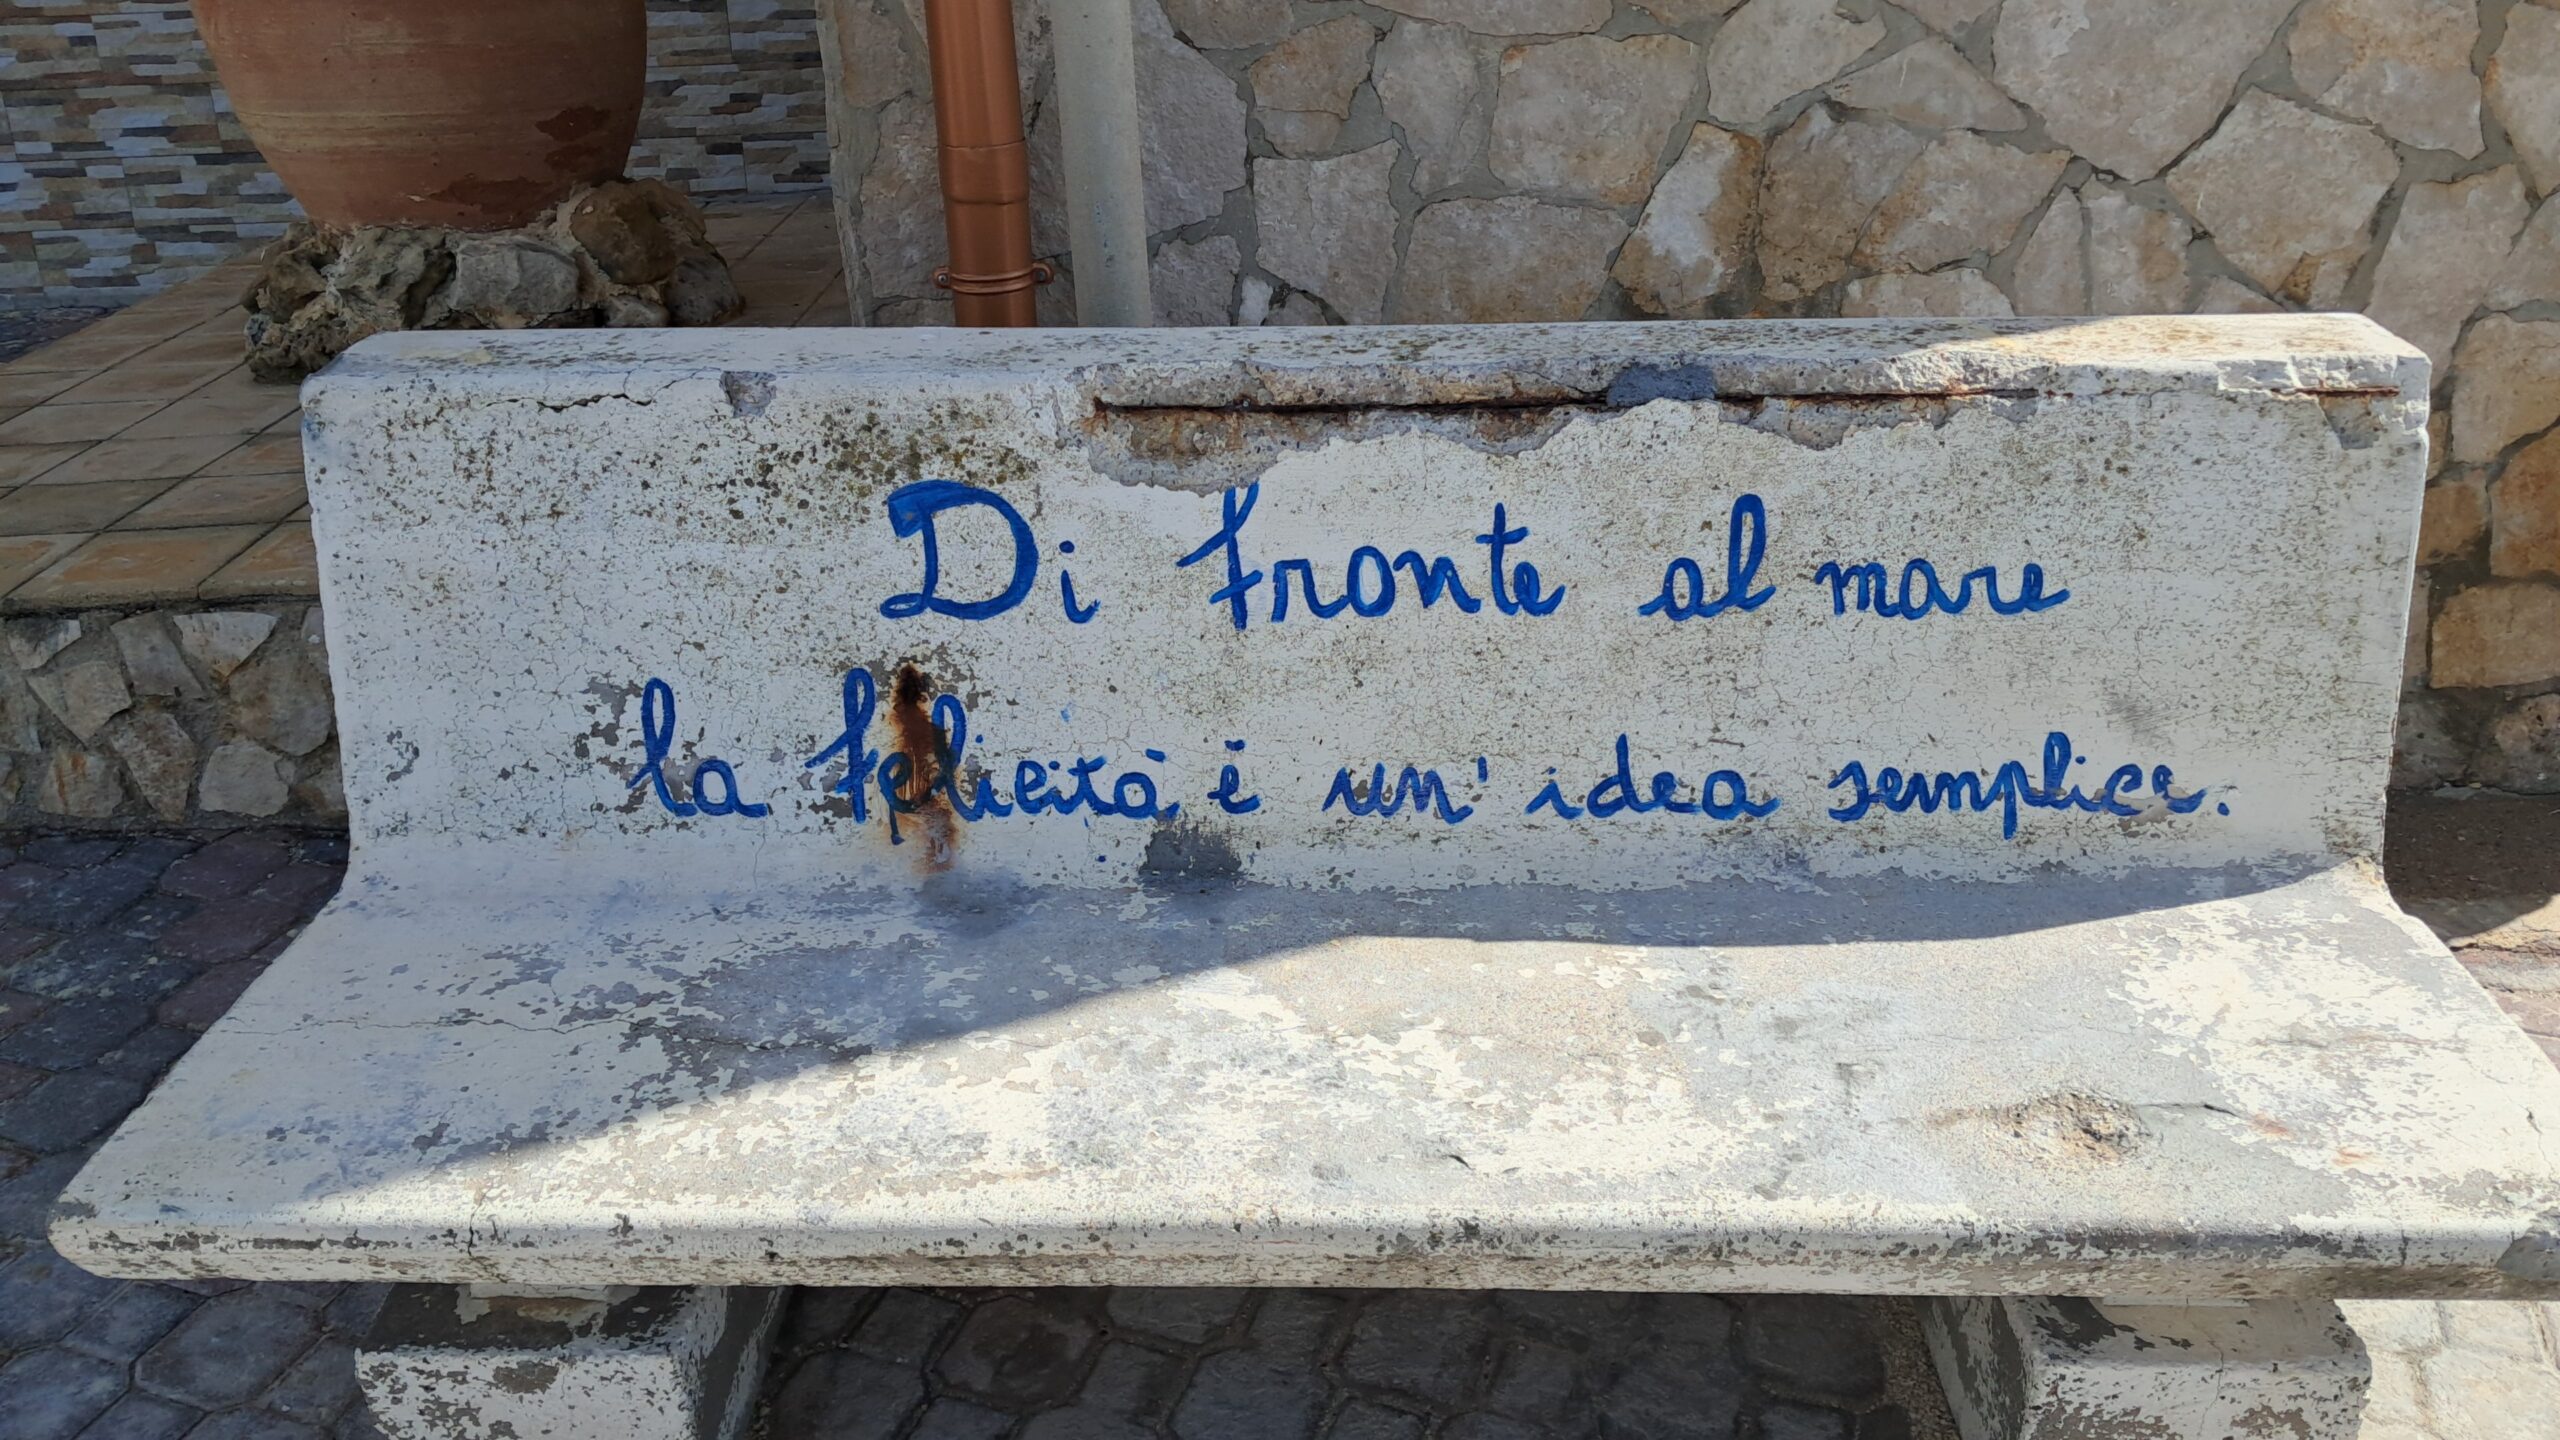 Di fronte al mare
la felicità è un' idea semplice.